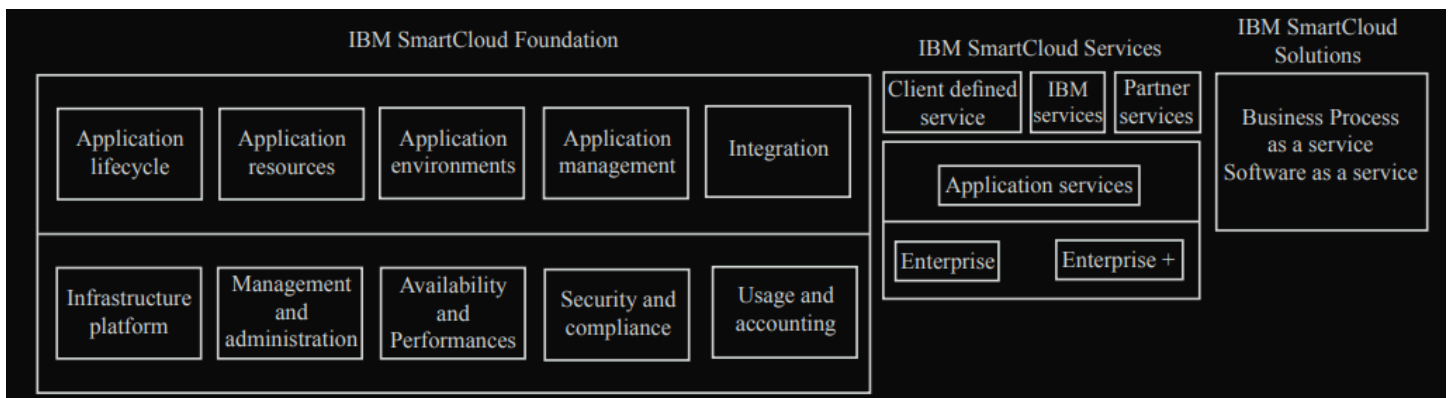 IBM SmartCloud Foundation
Application
lifecycle
Application
resources
Application
environments
Application
management
Integration
Infrastructure
platform
Management
and
administration
Availability
and
Performances
Security and
compliance
Usage and
accounting
IBM SmartCloud Services
Client defined
service
IBM
services
Partner
services
Application services
Enterprise
Enterprise +
IBM SmartCloud
Solutions
Business Process
as a service
Software as a service